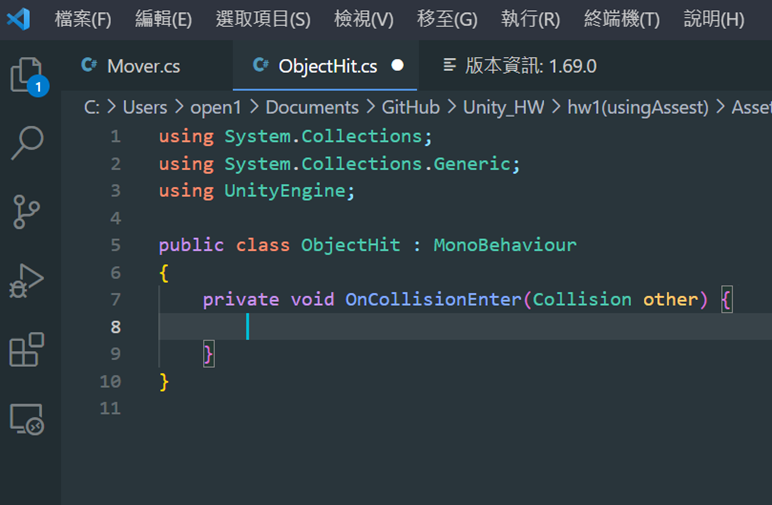 檔案(F) 編輯(E) 選取項目(S) 檢視(V) 移至(G) 執行(R) 終端機(T) 說明(H)
C# Mover.cs C# ObjectHit.cs 版本資訊: 1.69.0
1
C: > Users > open1 > Documents > GitHub > Unity_HW > hw1(usingAssest) > Asset
1 using System.Collections;
2 using System.Collections.Generic;
3 using UnityEngine;
4
5 public class ObjectHit : MonoBehaviour
6 {
7 private void OnCollisionEnter(Collision other) {
8
9 }
10 }
11